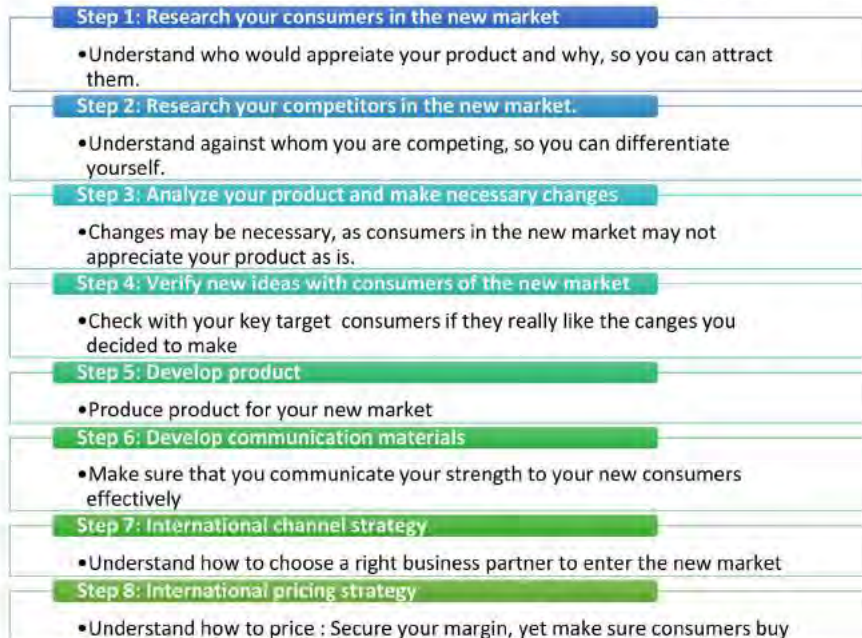 Step 1: Research your consumers in the new market
•Understand who would appreiate your product and why, so you can attract
them.
Step 2: Research your competitors in the new market.
•Understand against whom you are competing, so you can differentiate
yourself.
Step 3: Analyze your product and make necessary changes
•Changes may be necessary, as consumers in the new market may not
appreciate your product as is.
Step 4: Verify new ideas with consumers of the new market
•Check with your key target  consumers if they really like the canges you
decided to make
Step 5: Develop product
•Produce product for your new market
Step 6: Develop communication materials
•Make sure that you communicate your strength to your new consumers
effectively
Step 7: International channel strategy
•Understand how to choose a right business partner to enter the new market
Step 8: International pricing strategy
•Understand how to price : Secure your margin, yet make sure consumers buy